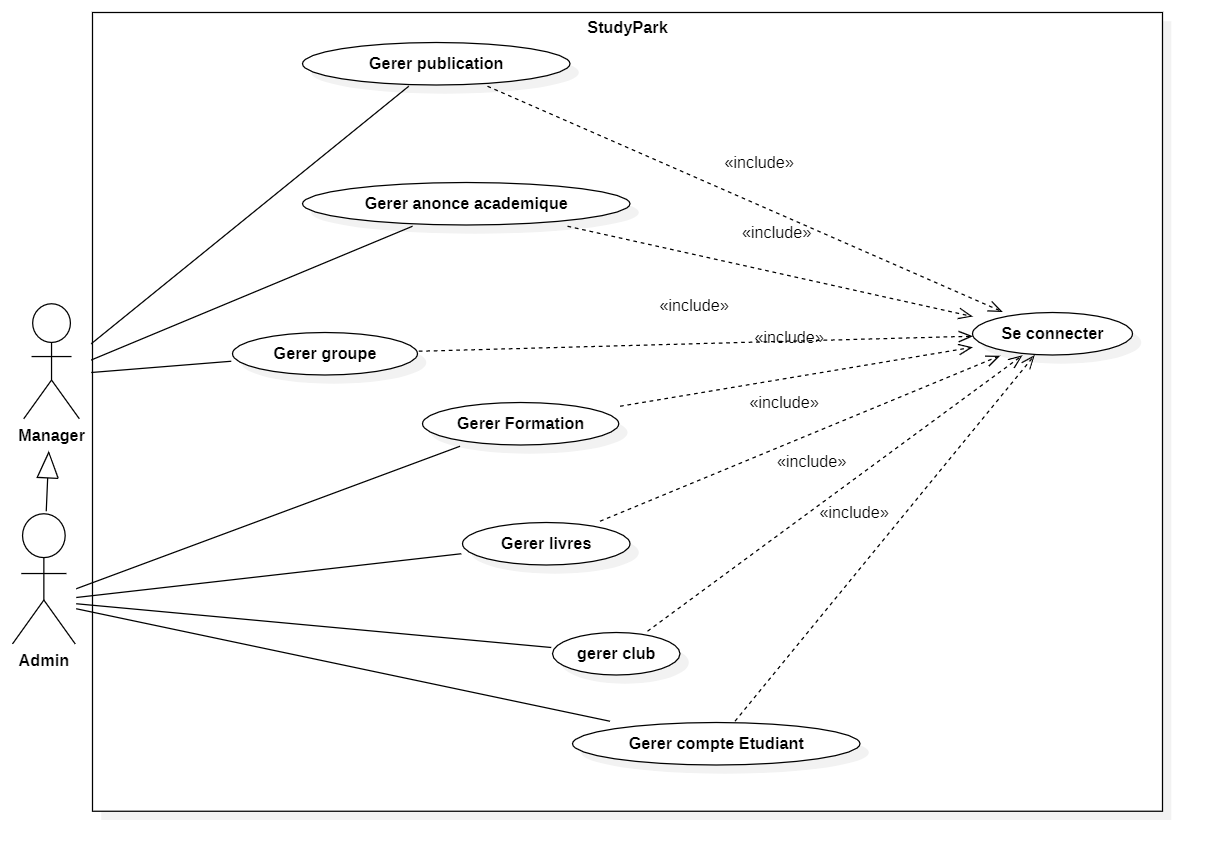 StudyPark
Gerer publication
«include»
Gerer anonce academique
«include»
«include»
Gerer groupe
«include»
Se connecter
«include»
Gerer Formation
Manager
«include»
«include»
Gerer livres
gerer club
Admin
Gerer compte Etudiant